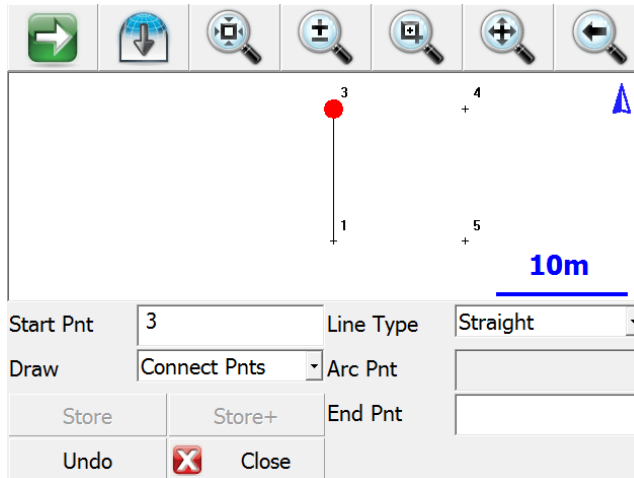 3
4
1
5
10m
Start Pnt 3 Line Type Straight
Draw Connect Pnts Arc Pnt
Store Store+ End Pnt
Undo Close